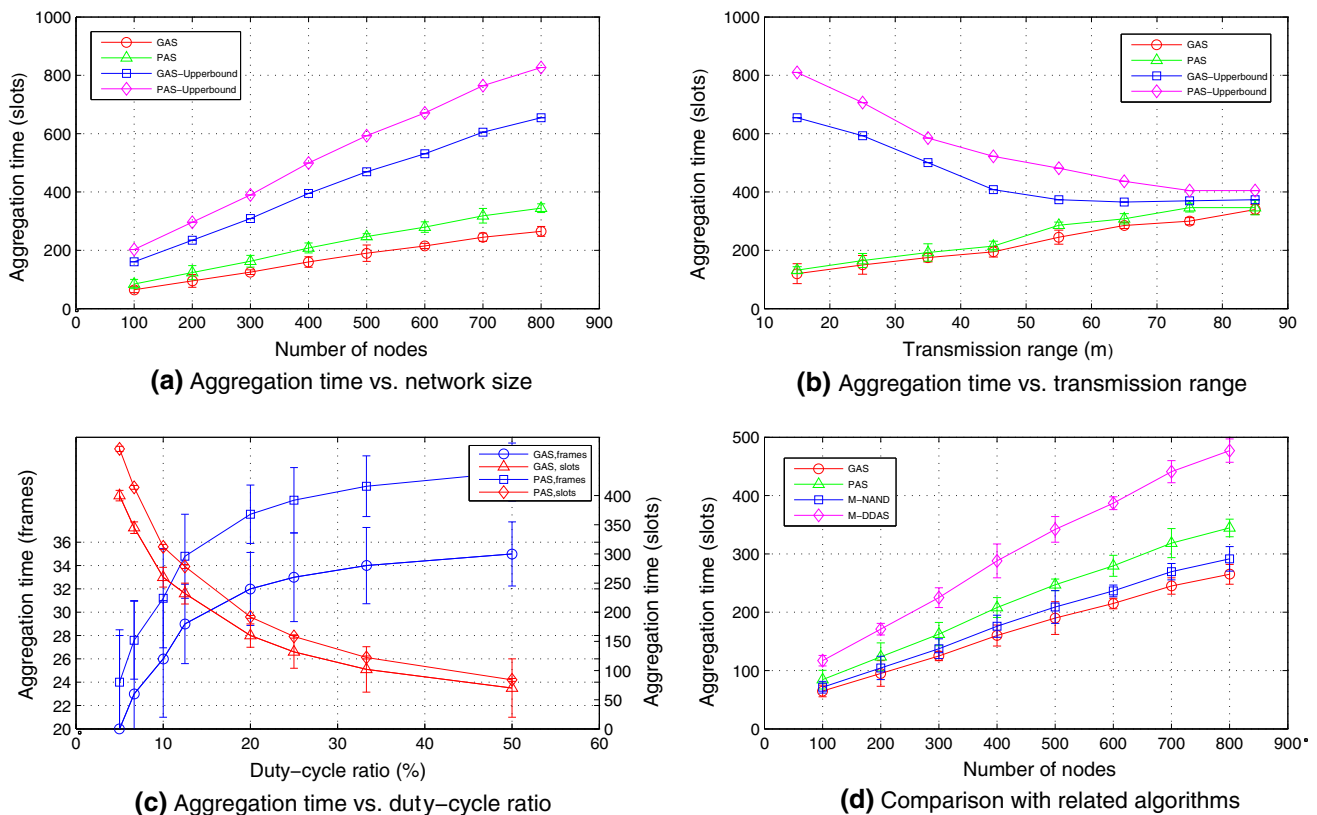 1000
800
600
400
200
0
Aggregation time (slots)
GAS
PAS
GAS−Upperbound
PAS−Upperbound
0 100 200 300 400 500 600 700 800 900
Number of nodes
(a) Aggregation time vs. network size
1000
800
600
400
200
0
Aggregation time (slots)
GAS
PAS
GAS−Upperbound
PAS−Upperbound
10 20 30 40 50 60 70 80 90
Transmission range (m)
(b) Aggregation time vs. transmission range
36
34
32
30
28
26
24
22
20
Aggregation time (frames)
GAS,frames
GAS, slots
PAS,frames
PAS,slots
400
350
300
250
200
150
100
50
0
Aggregation time (slots)
0 10 20 30 40 50 60
Duty−cycle ratio (%)
(c) Aggregation time vs. duty−cycle ratio
500
400
300
200
100
0
Aggregation time (slots)
GAS
PAS
M−NAND
M−DDAS
0 100 200 300 400 500 600 700 800 900
Number of nodes
(d) Comparison with related algorithms